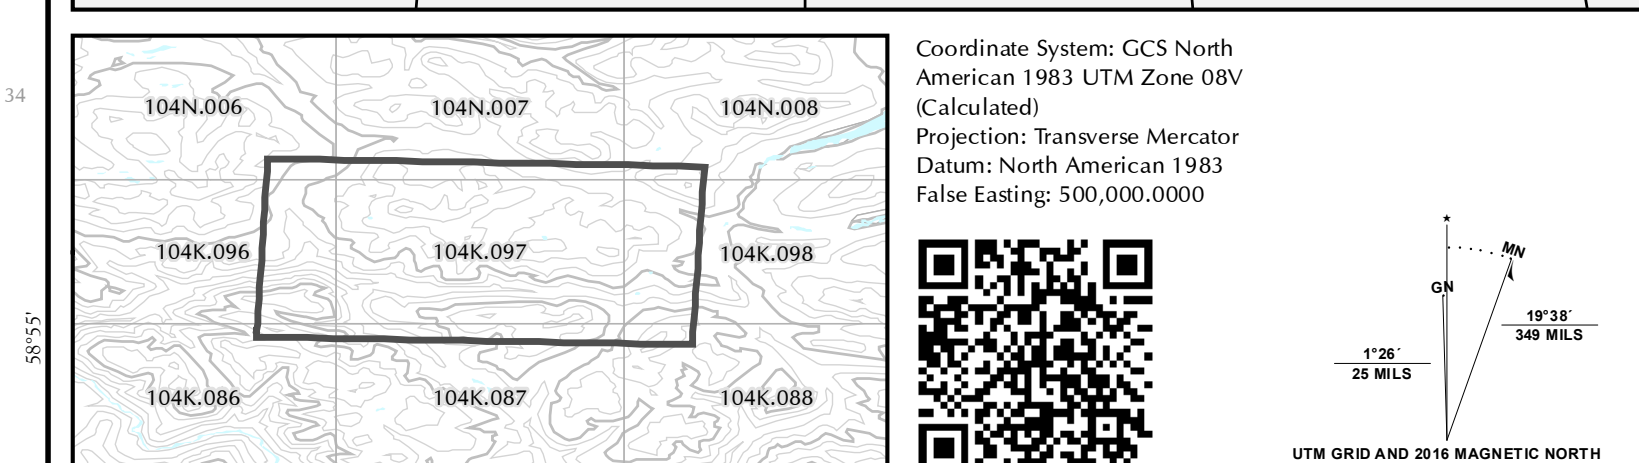 34
58°55'
104N.006
104N.007
104N.008
104K.096
104K.097
104K.098
104K.086
104K.087
104K.088
Coordinate System: GCS North
American 1983 UTM Zone 08V
(Calculated)
Projection: Transverse Mercator
Datum: North American 1983
False Easting: 500,000.0000
MN
GN
19°38´
349 MILS
1°26´
25 MILS
UTM GRID AND 2016 MAGNETIC NORTH